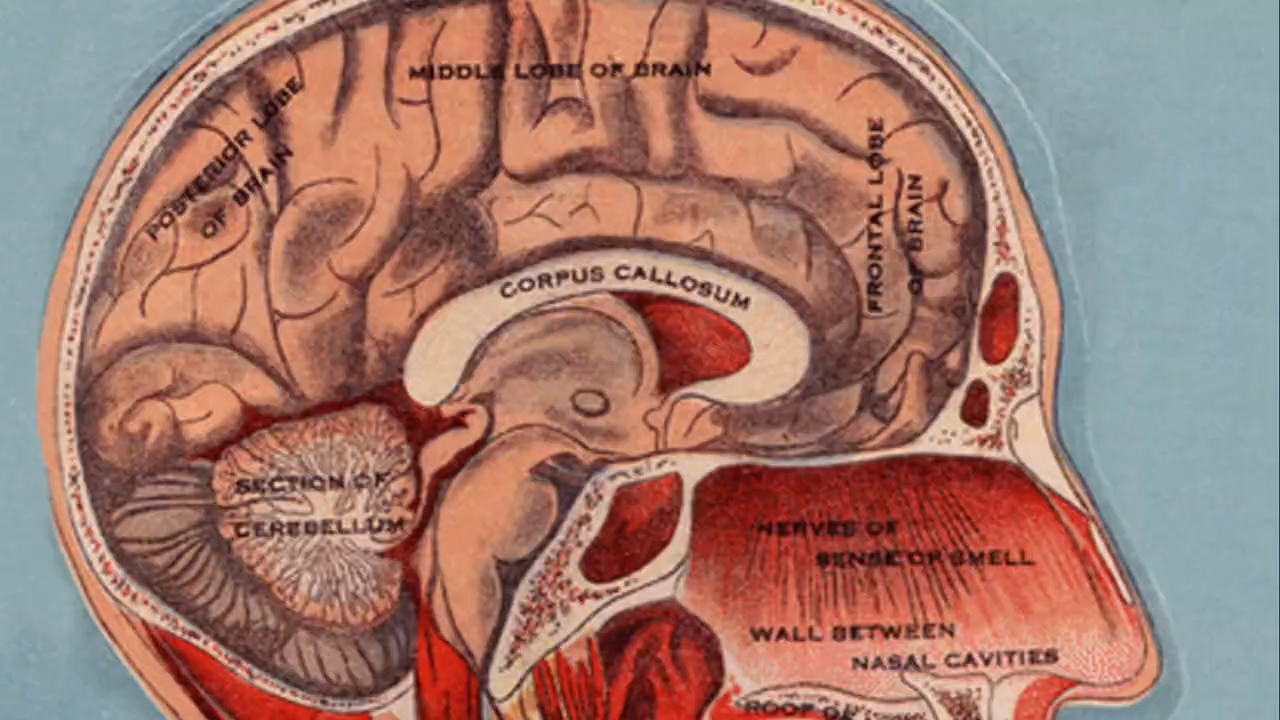 MIDDLE LOBE OF BRAIN
POSTERIOR LOBE
OF BRAIN
FRONTAL LOBE
OF BRAIN
CORPUS CALLOSUM
SECTION OF
CEREBELLUM
NERVES OF
SENSE OF SMELL
WALL BETWEEN
NASAL CAVITIES
ROOF OF